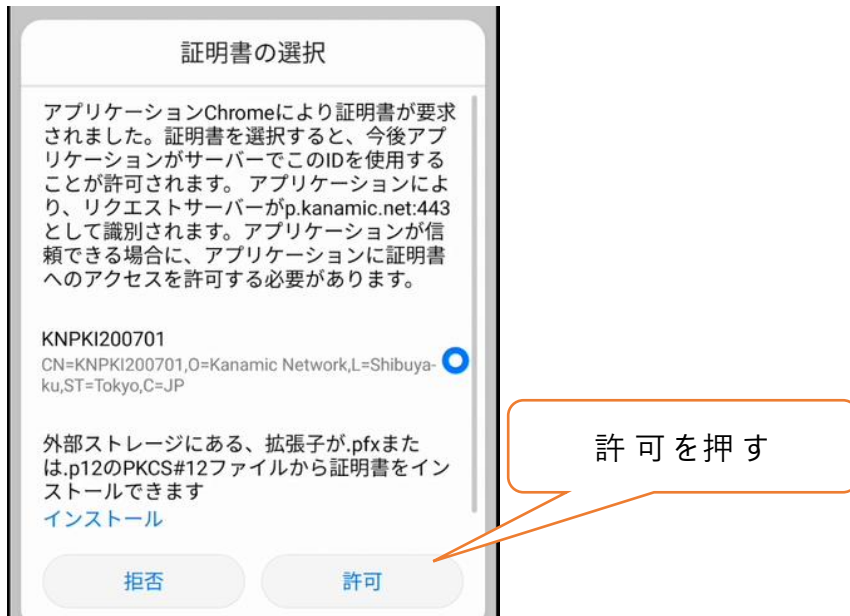 証明書の選択
アプリケーションChromeにより証明書が要求
されました。証明書を選択すると、今後アプ
リケーションがサーバーでこのIDを使用する
ことが許可されます。 アプリケーションによ
り、リクエストサーバーがp.kanamic.net:443
として識別されます。アプリケーションが信
頼できる場合に、アプリケーションに証明書
へのアクセスを許可する必要があります。
KNPKI200701
CN=KNPKI200701,O=Kanamic Network,L=Shibuya-
ku,ST=Tokyo,C=JP
外部ストレージにある、拡張子が.pfxまた
は.p12のPKCS#12ファイルから証明書をイン
ストールできます
インストール
拒否
許可
許可を押す